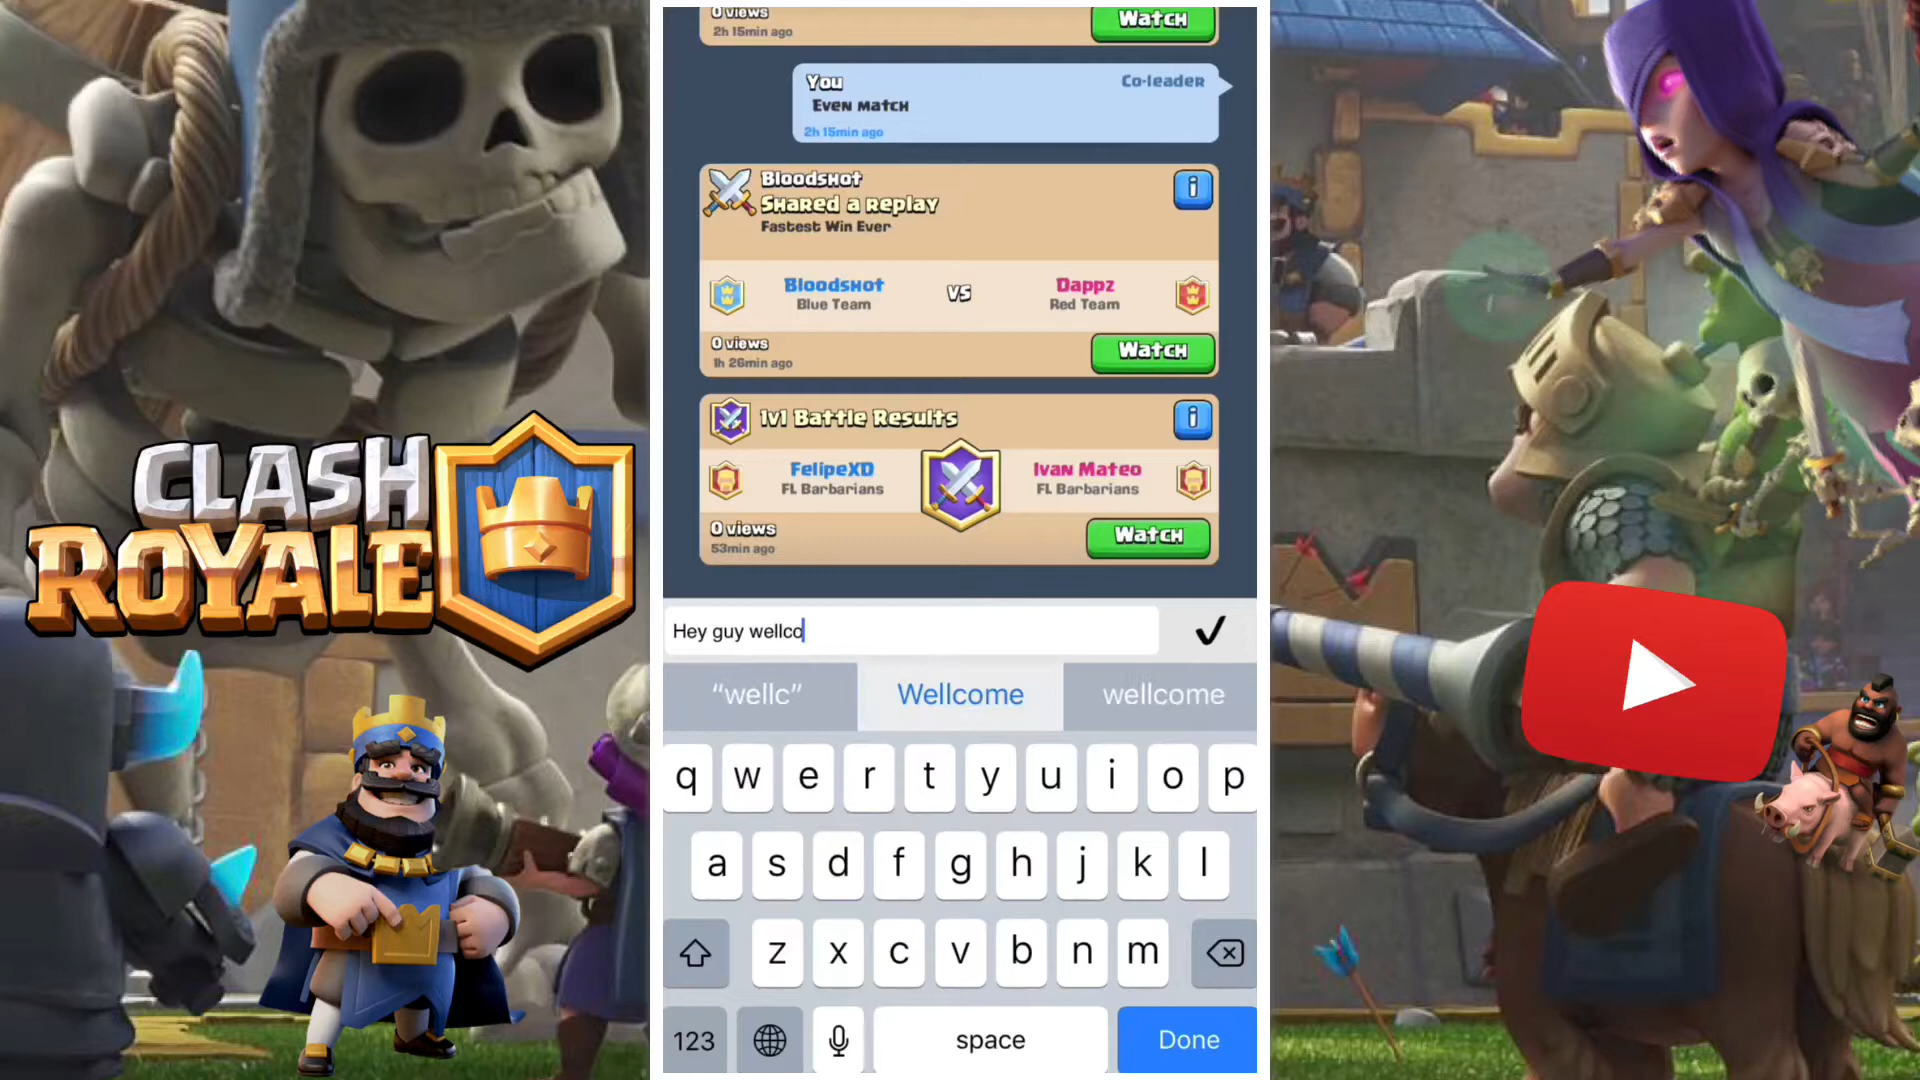 CLASH
ROYALE
0 views
2h 15min ago
Watch
You
Co-leader
Even match
2h 15min ago
Bloodshot
Shared a replay
Fastest Win Ever
i
Bloodshot
Blue Team
VS
Dappz
Red Team
0 views
1h 26min ago
Watch
1v1 Battle Results
i
FelipeXD
FL Barbarians
Ivan Mateo
FL Barbarians
0 views
53min ago
Watch
Hey guy wellco
“wellc” Wellcome wellcome
q w e r t y u i o p
a s d f g h j k l
z x c v b n m
123 space Done